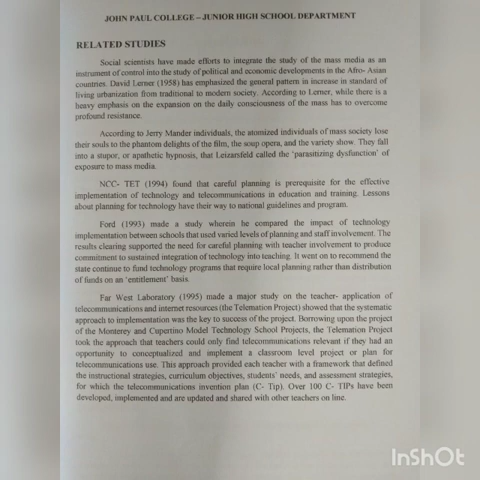 JOHN PAUL COLLEGE – JUNIOR HIGH SCHOOL DEPARTMENT
RELATED STUDIES
Social scientists have made efforts to integrate the study of the mass media as an
instrument of control into the study of political and economic developments in the Afro- Asian
countries. David Lerner (1958) has emphasized the general pattern in increase in standard of
living urbanization from traditional to modern society. According to Lerner, while there is a
heavy emphasis on the expansion on the daily consciousness of the mass has to overcome
profound resistance.
According to Jerry Mander individuals, the atomized individuals of mass society lose
their souls to the phantom delights of the film, the soup opera, and the variety show. They fall
into a stupor, or apathetic hypnosis, that Leizarsfeld called the 'parasitizing dysfunction' of
exposure to mass media.
NCC- TET (1994) found that careful planning is prerequisite for the effective
implementation of technology and telecommunications in education and training. Lessons
about planning for technology have their way to national guidelines and program.
Ford (1993) made a study wherein he compared the impact of technology
implementation between schools that used varied levels of planning and staff involvement. The
results clearing supported the need for careful planning with teacher involvement to produce
commitment to sustained integration of technology into teaching. It went on to recommend the
state continue to fund technology programs that require local planning rather than distribution
of funds on an 'entitlement' basis.
Far West Laboratory (1995) made a major study on the teacher- application of
telecommunications and internet resources (the Telemation Project) showed that the systematic
approach to implementation was the key to success of the project. Borrowing upon the project
of the Monterey and Cupertino Model Technology School Projects, the Telemation Project
took the approach that teachers could only find telecommunications relevant if they had an
opportunity to conceptualized and implement a classroom level project or plan for
telecommunications use. This approach provided each teacher with a framework that defined
the instructional strategies, curriculum objectives, students' needs, and assessment strategies,
for which the telecommunications invention plan (C- Tip). Over 100 C- TIPs have been
developed, implemented and are updated and shared with other teachers on line.
InShOt